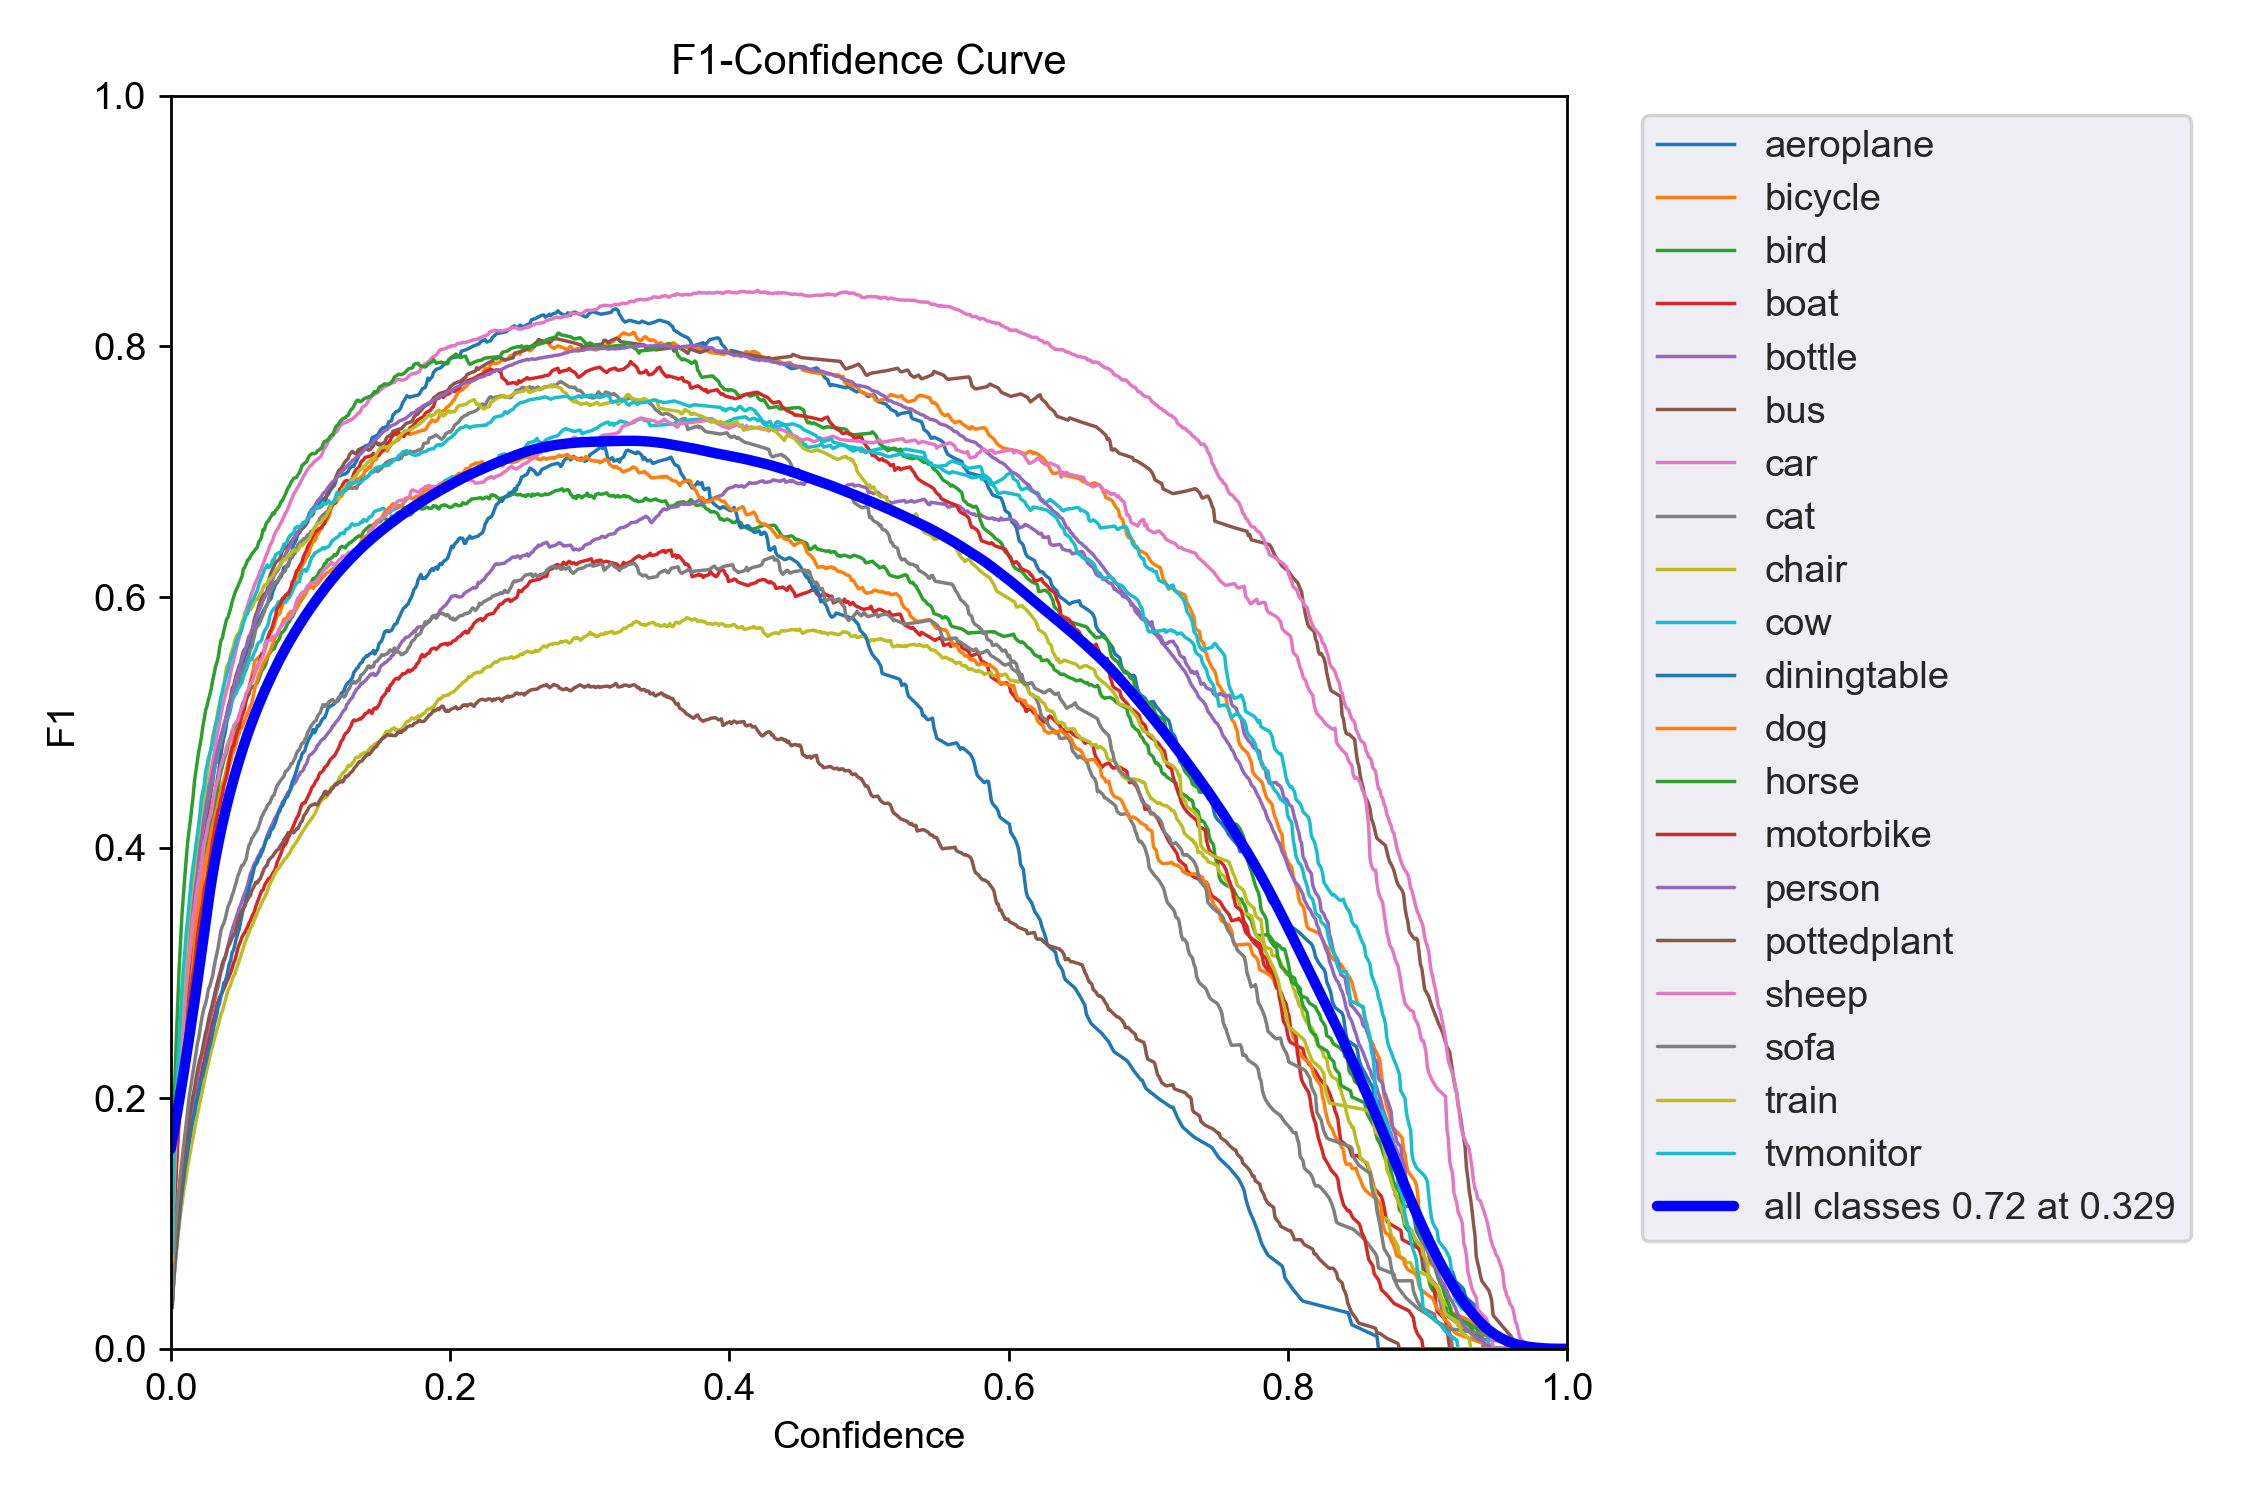 F1-Confidence Curve
1.0
0.8
0.6
0.4
0.2
0.0
F1
0.0 0.2 0.4 0.6 0.8 1.0
Confidence
aeroplane
bicycle
bird
boat
bottle
bus
car
cat
chair
cow
diningtable
dog
horse
motorbike
person
pottedplant
sheep
sofa
train
tvmonitor
all classes 0.72 at 0.329